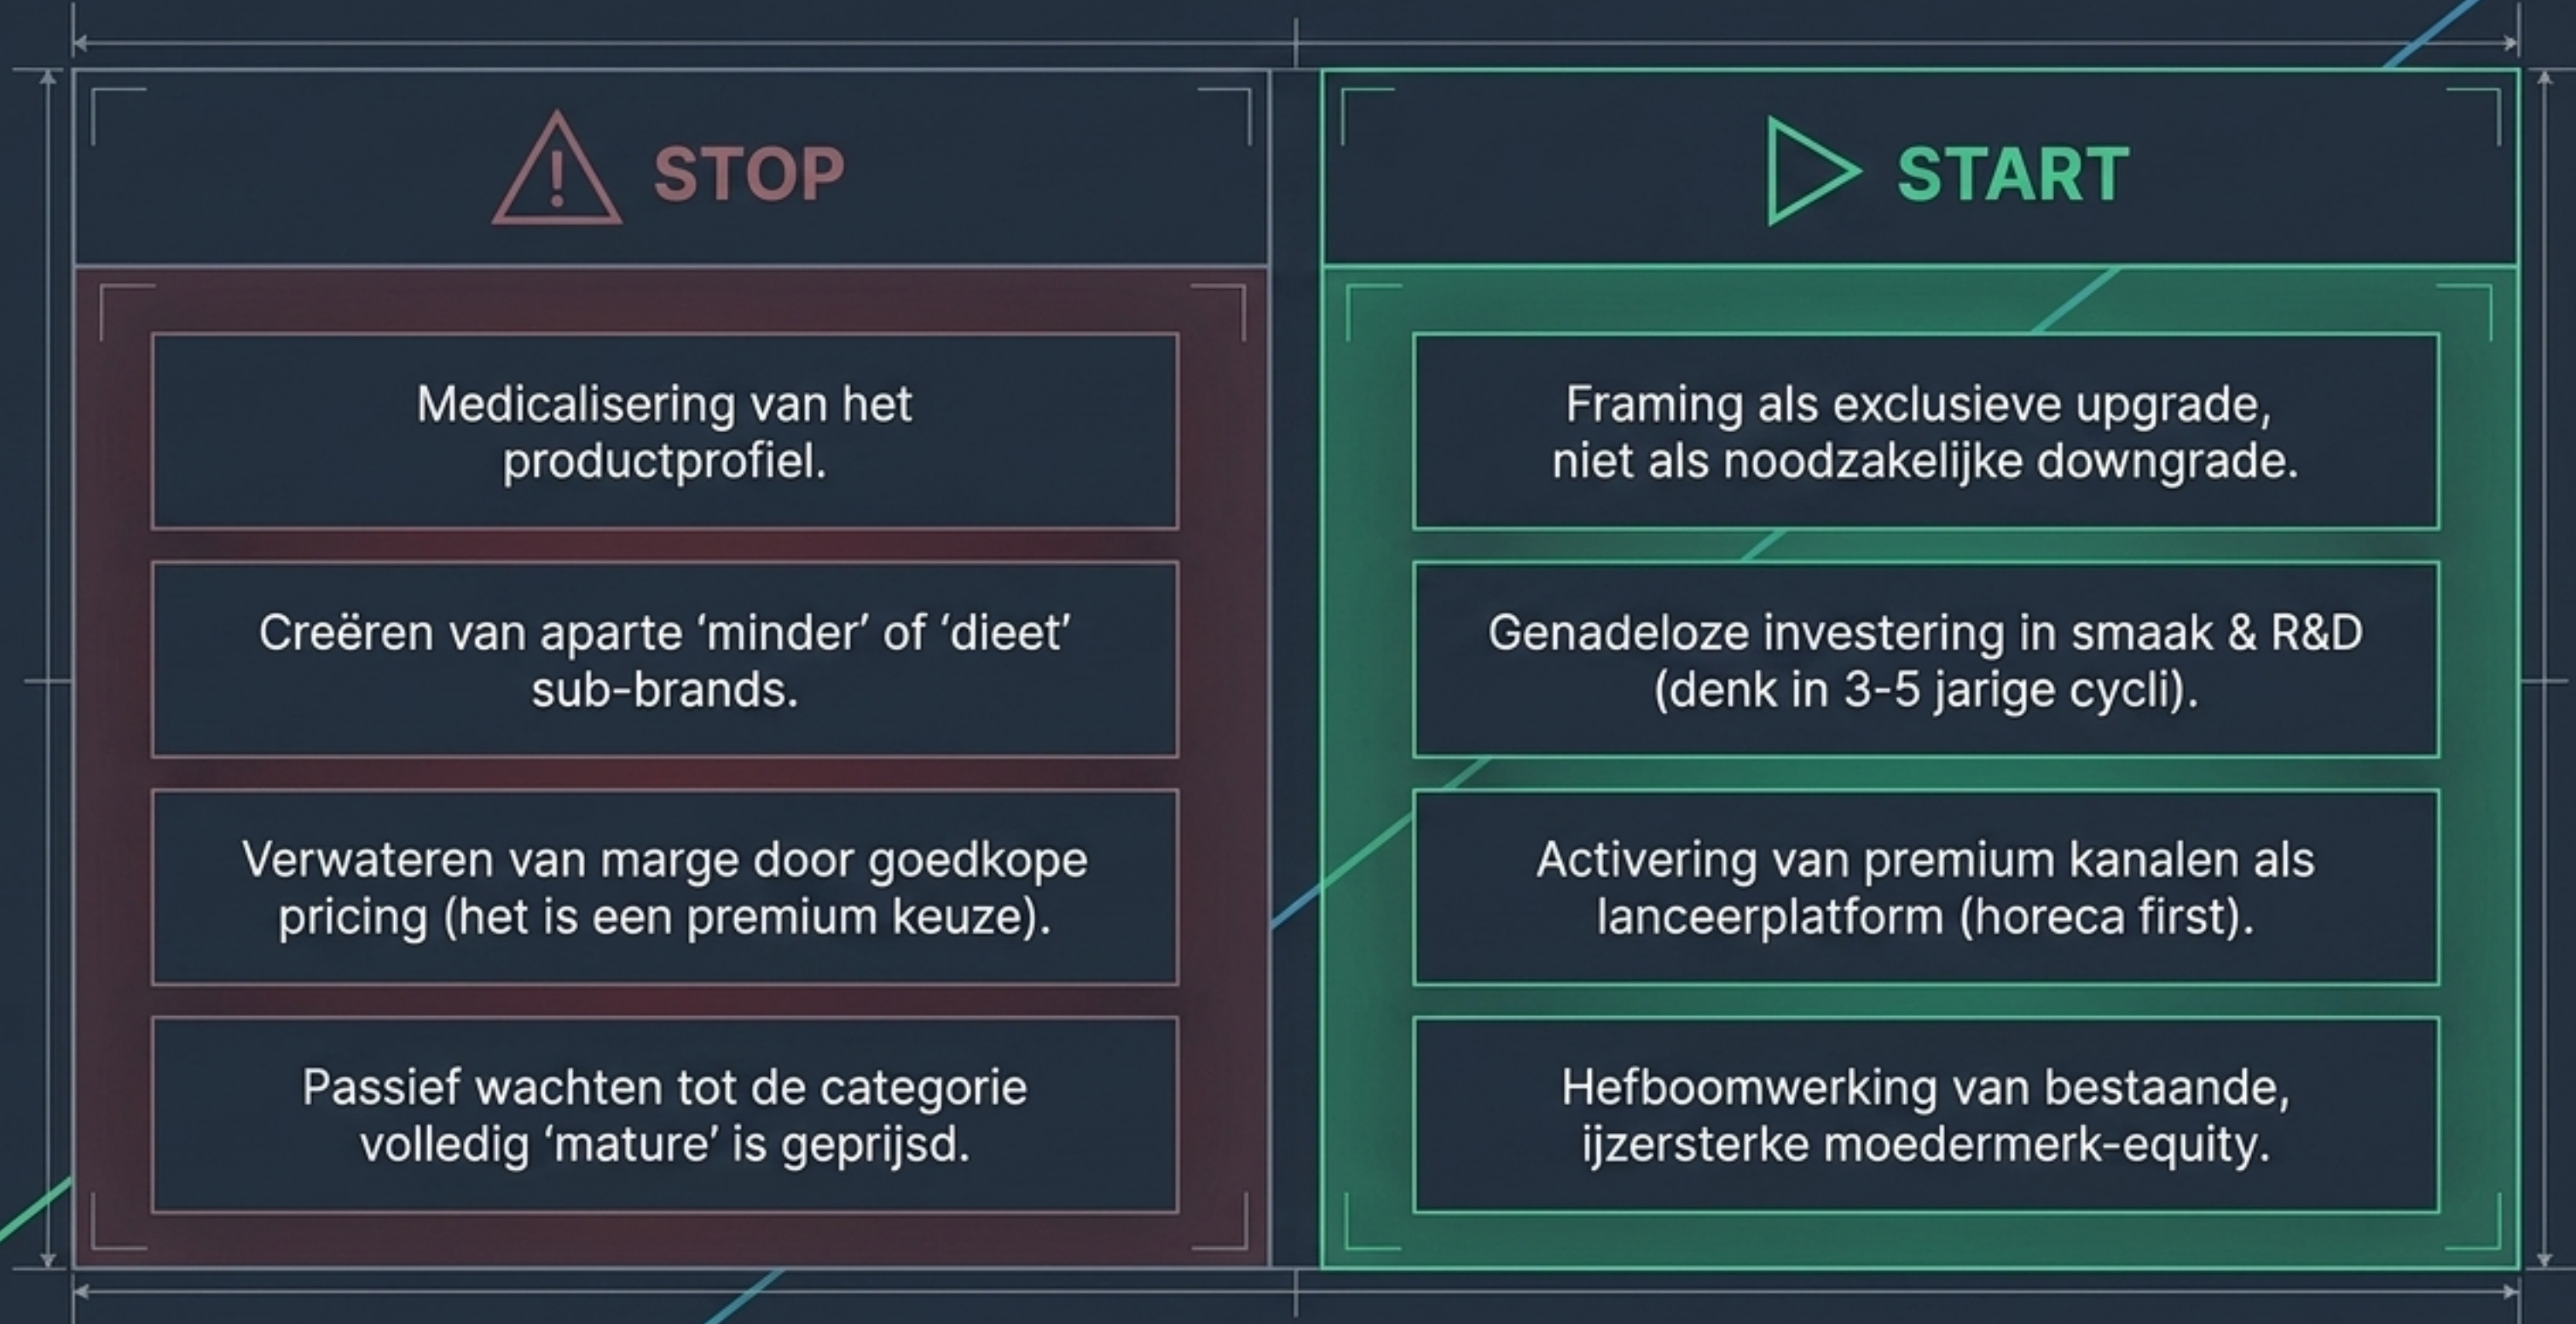 STOP
Medicalisering van het
productprofiel.
Creëren van aparte ‘minder’ of ‘dieet’
sub-brands.
Verwateren van marge door goedkope
pricing (het is een premium keuze).
Passief wachten tot de categorie
volledig ‘mature’ is geprijsd.
START
Framing als exclusieve upgrade,
niet als noodzakelijke downgrade.
Genadeloze investering in smaak & R&D
(denk in 3-5 jarige cycli).
Activering van premium kanalen als
lanceerplatform (horeca first).
Hefboomwerking van bestaande,
ijzersterke moedermerk-equity.